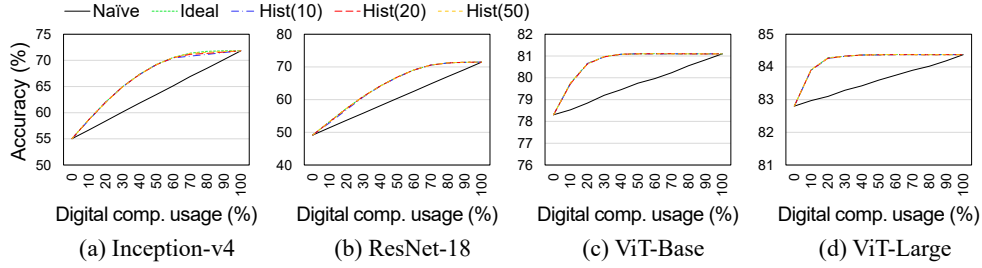 Naïve Ideal Hist(10) Hist(20) Hist(50)
Accuracy (%)
75
70
65
60
55
50
0 10 20 30 40 50 60 70 80 90 100
Digital comp. usage (%)
(a) Inception-v4
100
80
60
40
0 10 20 30 40 50 60 70 80 90 100
Digital comp. usage (%)
(b) ResNet-18
82
81
80
79
78
77
76
0 10 20 30 40 50 60 70 80 90 100
Digital comp. usage (%)
(c) ViT-Base
85
84
83
82
81
0 10 20 30 40 50 60 70 80 90 100
Digital comp. usage (%)
(d) ViT-Large